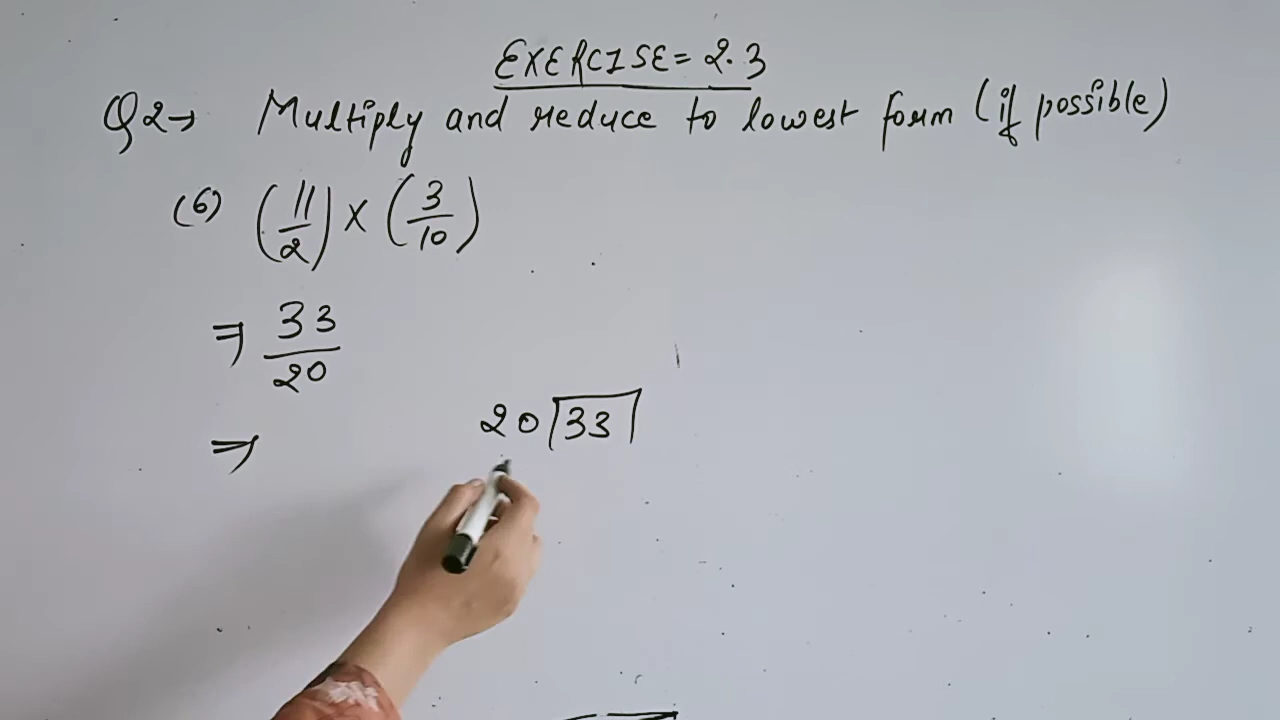 EXERCISE = 2.3
Q2→ Multiply and reduce to lowest form (if possible)
(6) (11/2) × (3/10)
⇒ 33/20
⇒ 20 | 33